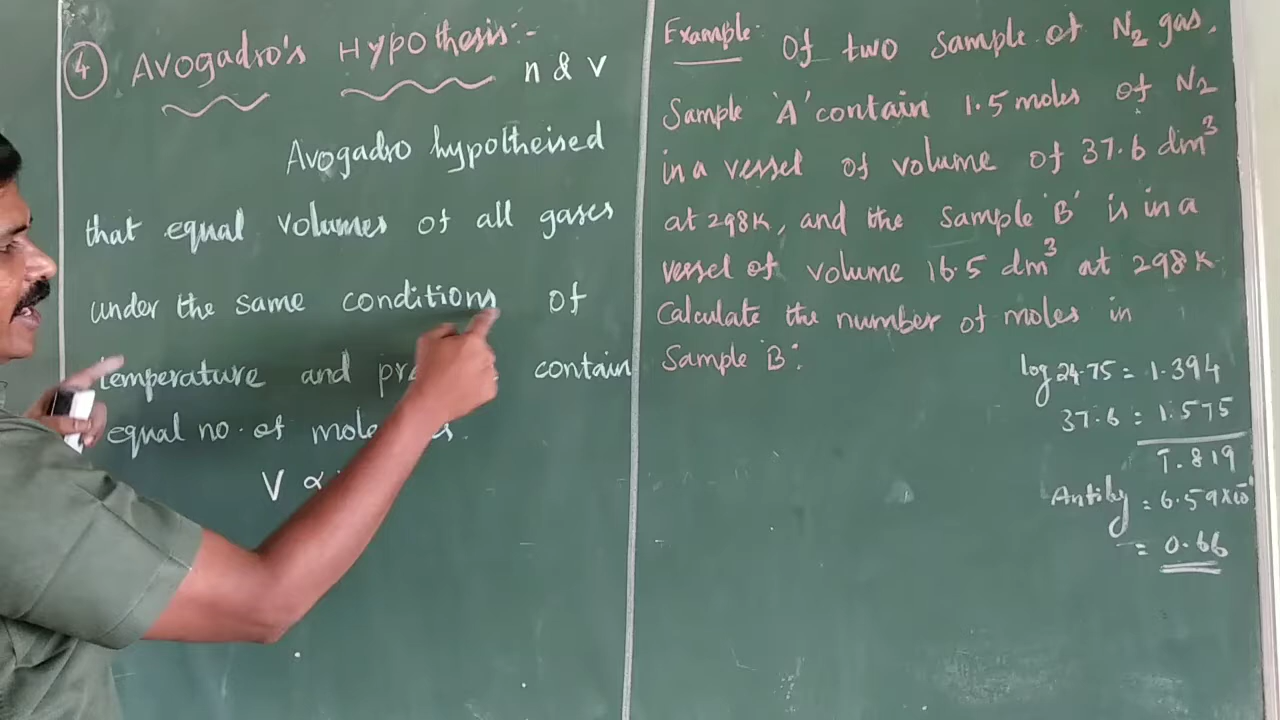 4 Avogadro's Hypothesis:-
n & V
Avogadro hypotheised
that equal volumes of all gases
under the same conditions of
temperature and contain
equal no. of
V ∝
Example: Of two sample of N₂ gas,
Sample 'A' contain 1.5 moles of N₂
in a vessel of volume of 37.6 dm³
at 298K, and the sample 'B' is in a
vessel of volume 16.5 dm³ at 298K.
Calculate the number of moles in
Sample 'B'.
log 24.75 = 1.394
37.6 = 1.575
1̄.819
Antilog = 6.59×10⁻¹
= 0.66